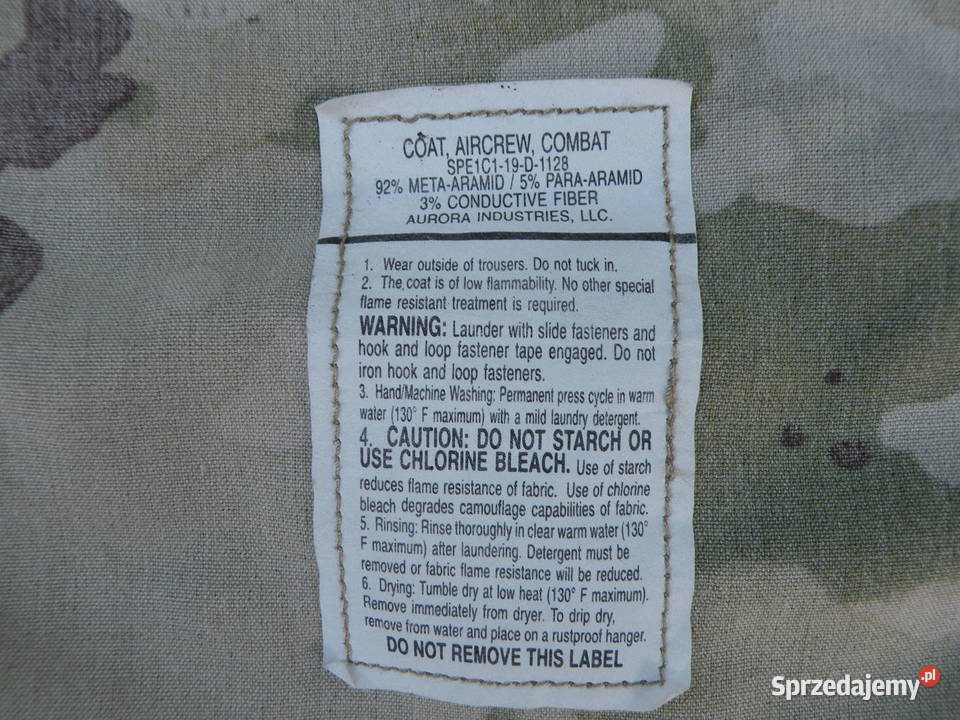 COAT, AIRCREW, COMBAT
SPE1C1-19-D-1128
92% META-ARAMID / 5% PARA-ARAMID
3% CONDUCTIVE FIBER
AURORA INDUSTRIES, LLC.
1. Wear outside of trousers. Do not tuck in.
2. The coat is of low flammability. No other special
flame resistant treatment is required.
WARNING: Launder with slide fasteners and
hook and loop fastener tape engaged. Do not
iron hook and loop fasteners.
3. Hand/Machine Washing: Permanent press cycle in warm
water (130° F maximum) with a mild laundry detergent.
4. CAUTION: DO NOT STARCH OR
USE CHLORINE BLEACH. Use of starch
reduces flame resistance of fabric. Use of chlorine
bleach degrades camouflage capabilities of fabric.
5. Rinsing: Rinse thoroughly in clear warm water (130°
F maximum) after laundering. Detergent must be
removed or fabric flame resistance will be reduced.
6. Drying: Tumble dry at low heat (130° F maximum).
Remove immediately from dryer. To drip dry,
remove from water and place on a rustproof hanger.
DO NOT REMOVE THIS LABEL
Sprzedajemy.pl